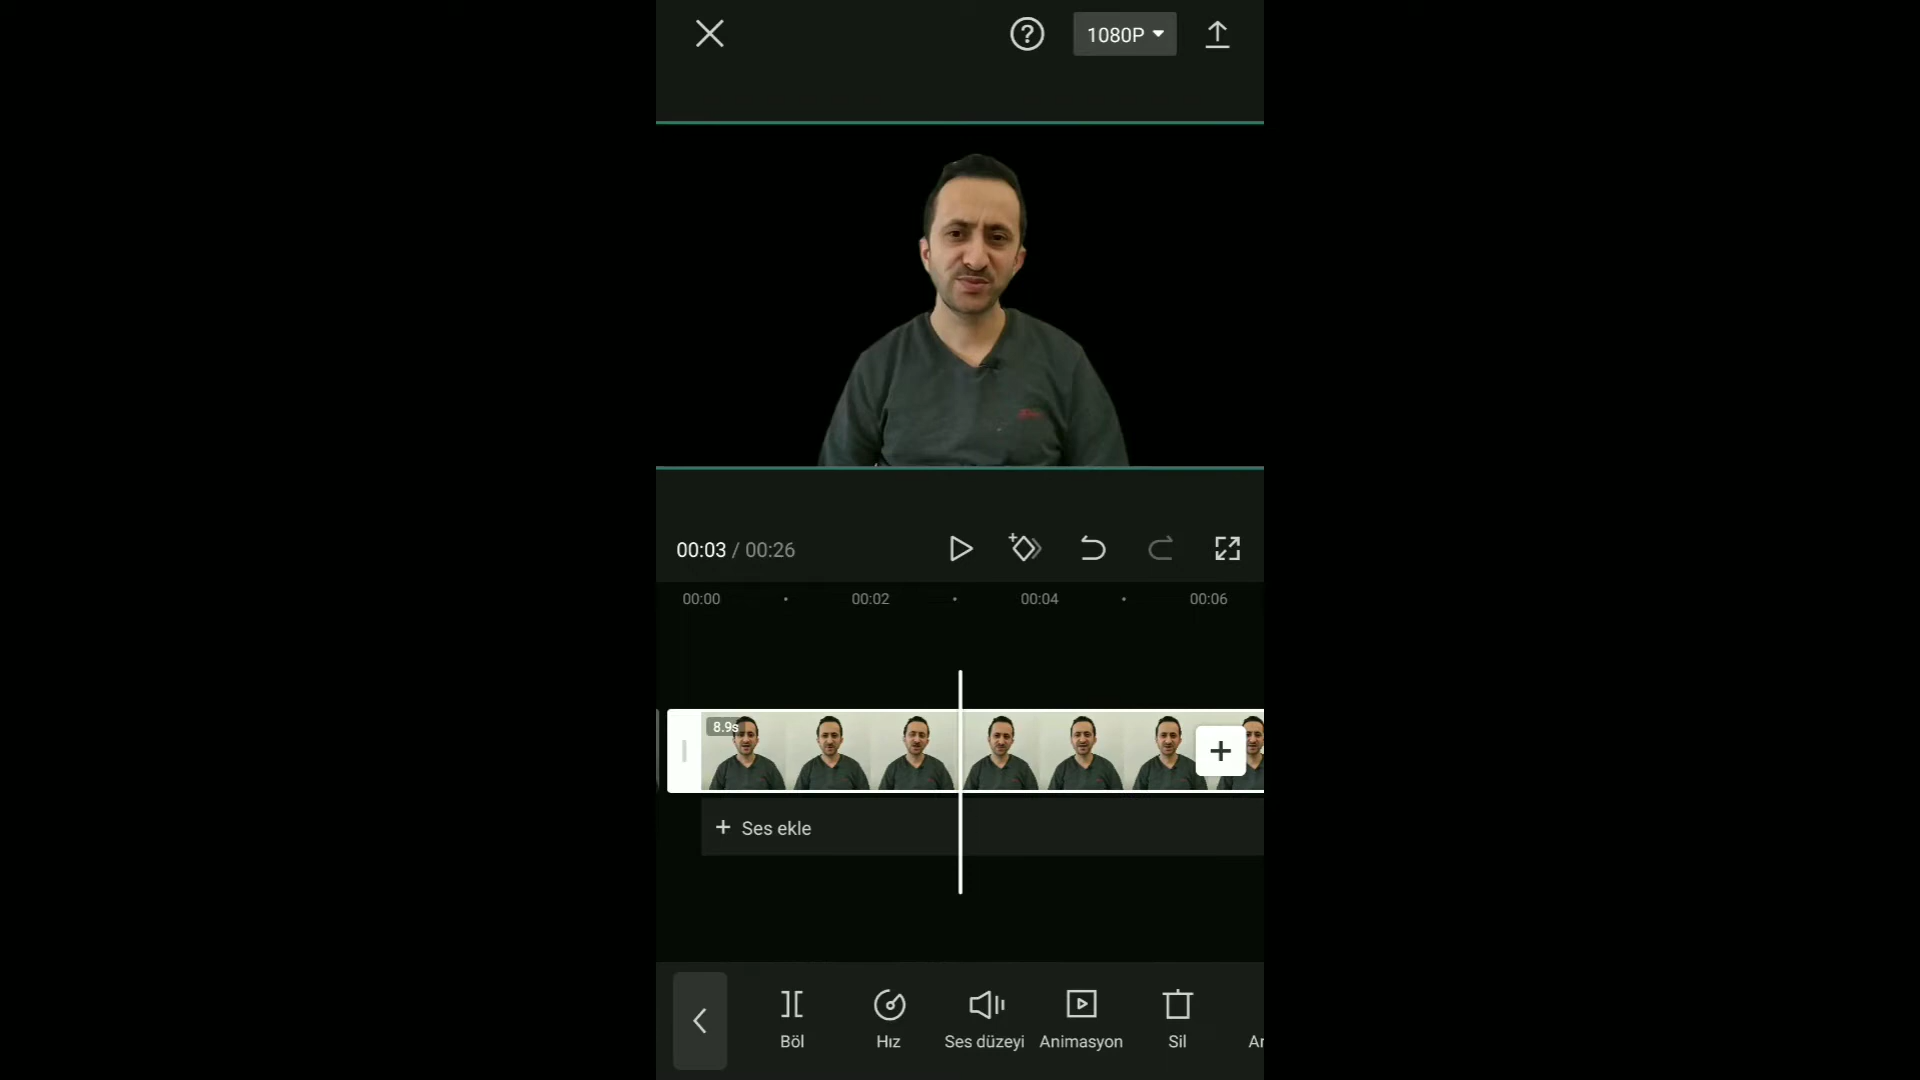 1080P
00:03 / 00:26
00:00 00:02 00:04 00:06
8.9s
+ Ses ekle
Böl Hız Ses düzeyi Animasyon Sil Ar